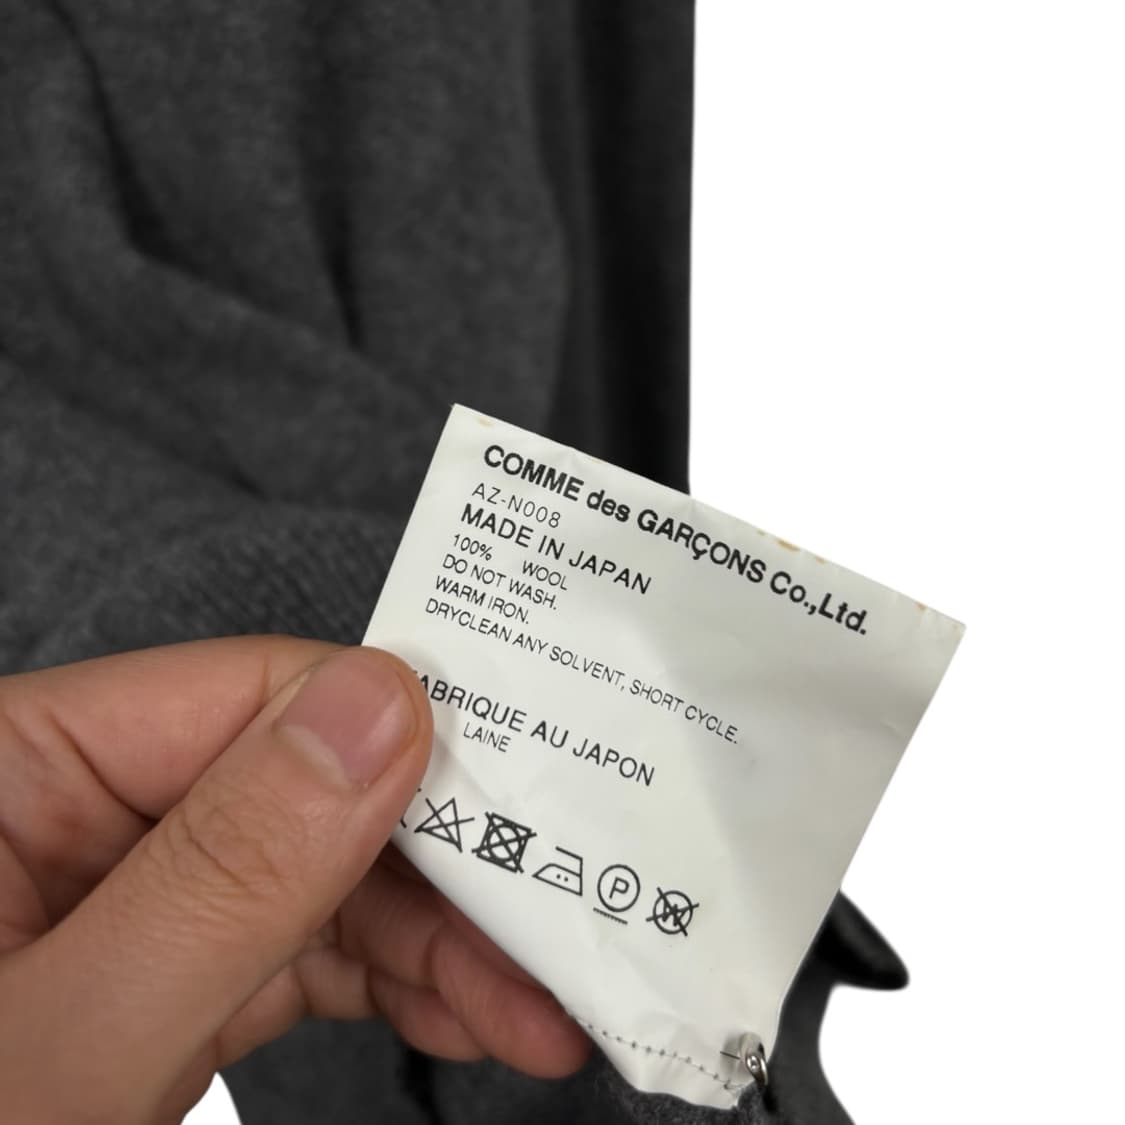 COMME des GARÇONS Co.,Ltd.
AZ-N008
MADE IN JAPAN
100% WOOL
DO NOT WASH.
WARM IRON.
DRYCLEAN ANY SOLVENT, SHORT CYCLE.
ABRIQUE AU JAPON
LAINE
P
W